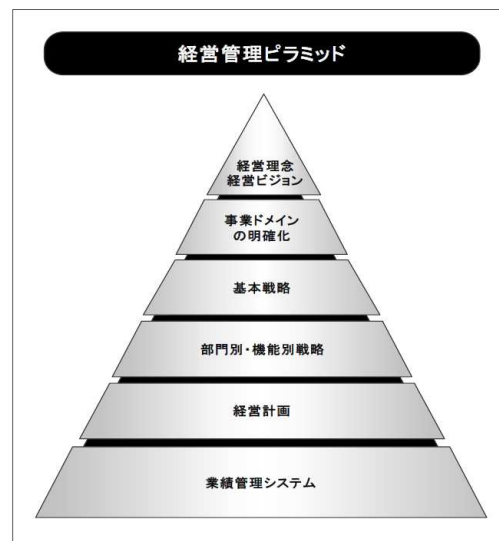 経営管理ピラミッド
経営理念
経営ビジョン
事業ドメイン
の明確化
基本戦略
部門別・機能別戦略
経営計画
業績管理システム